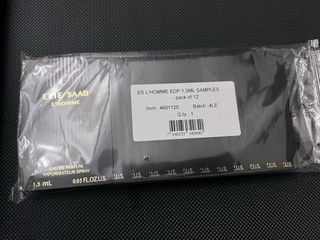 ELIE SAAB
L'HOMME
ES L'HOMME EDP 1,5ML SAMPLES
- pack of 12
Item : 4601120
Batch : 4LE
Q.ty : 1
EAU DE PARFUM
VAPORISATEUR SPRAY
1.5 mL
0.05 FL.OZ.U.S.